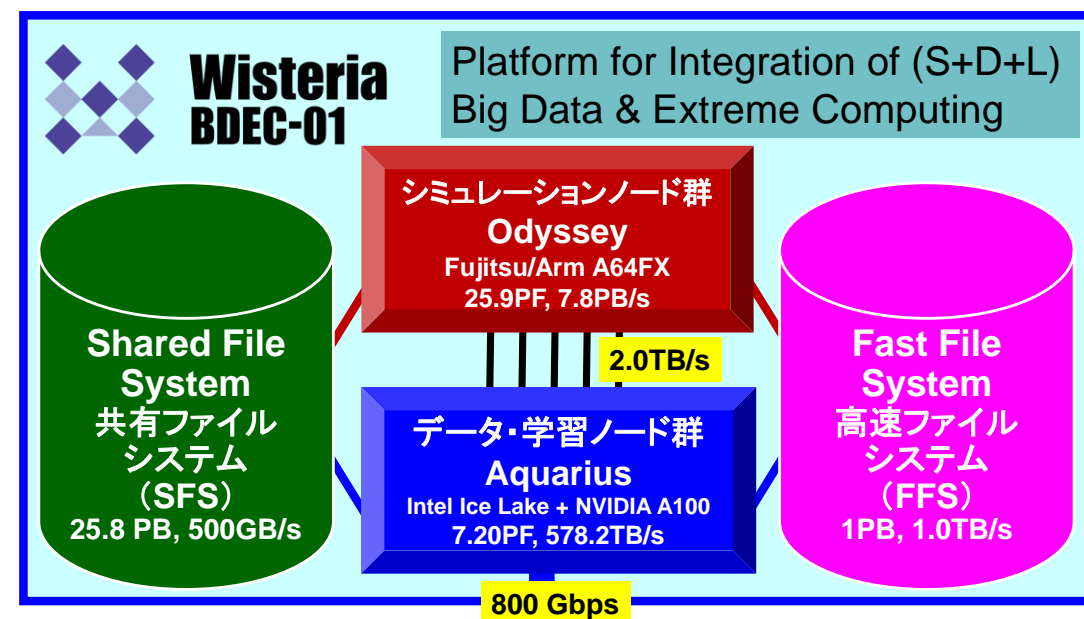 Wisteria
BDEC-01
Platform for Integration of (S+D+L)
Big Data & Extreme Computing
シミュレーションノード群
Odyssey
Fujitsu/Arm A64FX
25.9PF, 7.8PB/s
2.0TB/s
Shared File
System
共有ファイル
システム
（SFS）
25.8 PB, 500GB/s
データ・学習ノード群
Aquarius
Intel Ice Lake + NVIDIA A100
7.20PF, 578.2TB/s
Fast File
System
高速ファイル
システム
（FFS）
1PB, 1.0TB/s
800 Gbps